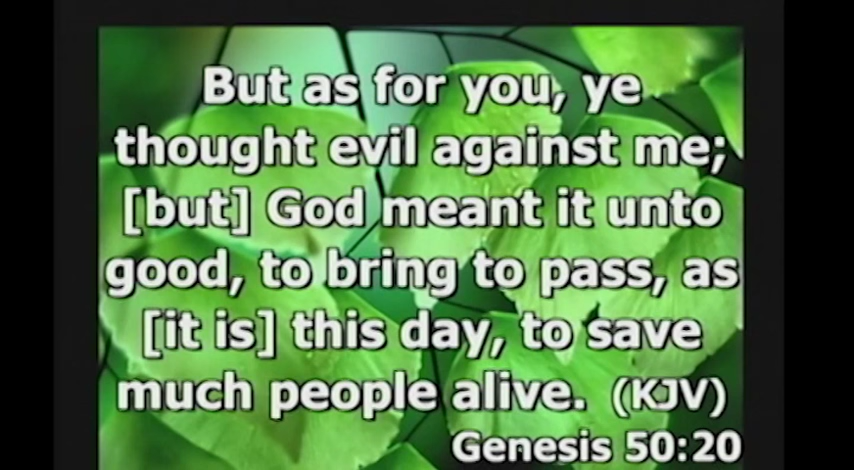 But as for you, ye
thought evil against me;
[but] God meant it unto
good, to bring to pass, as
[it is] this day, to save
much people alive. (KJV)
Genesis 50:20